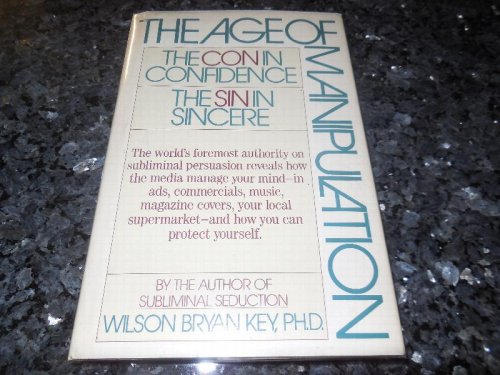 THE AGE OF
MANIPULATION
THE CON IN
CONFIDENCE
THE SIN IN
SINCERE
The world's foremost authority on
subliminal persuasion reveals how
the media manage your mind—in
ads, commercials, music,
magazine covers, your local
supermarket—and how you can
protect yourself.
BY THE AUTHOR OF
SUBLIMINAL SEDUCTION
WILSON BRYAN KEY, PH.D.